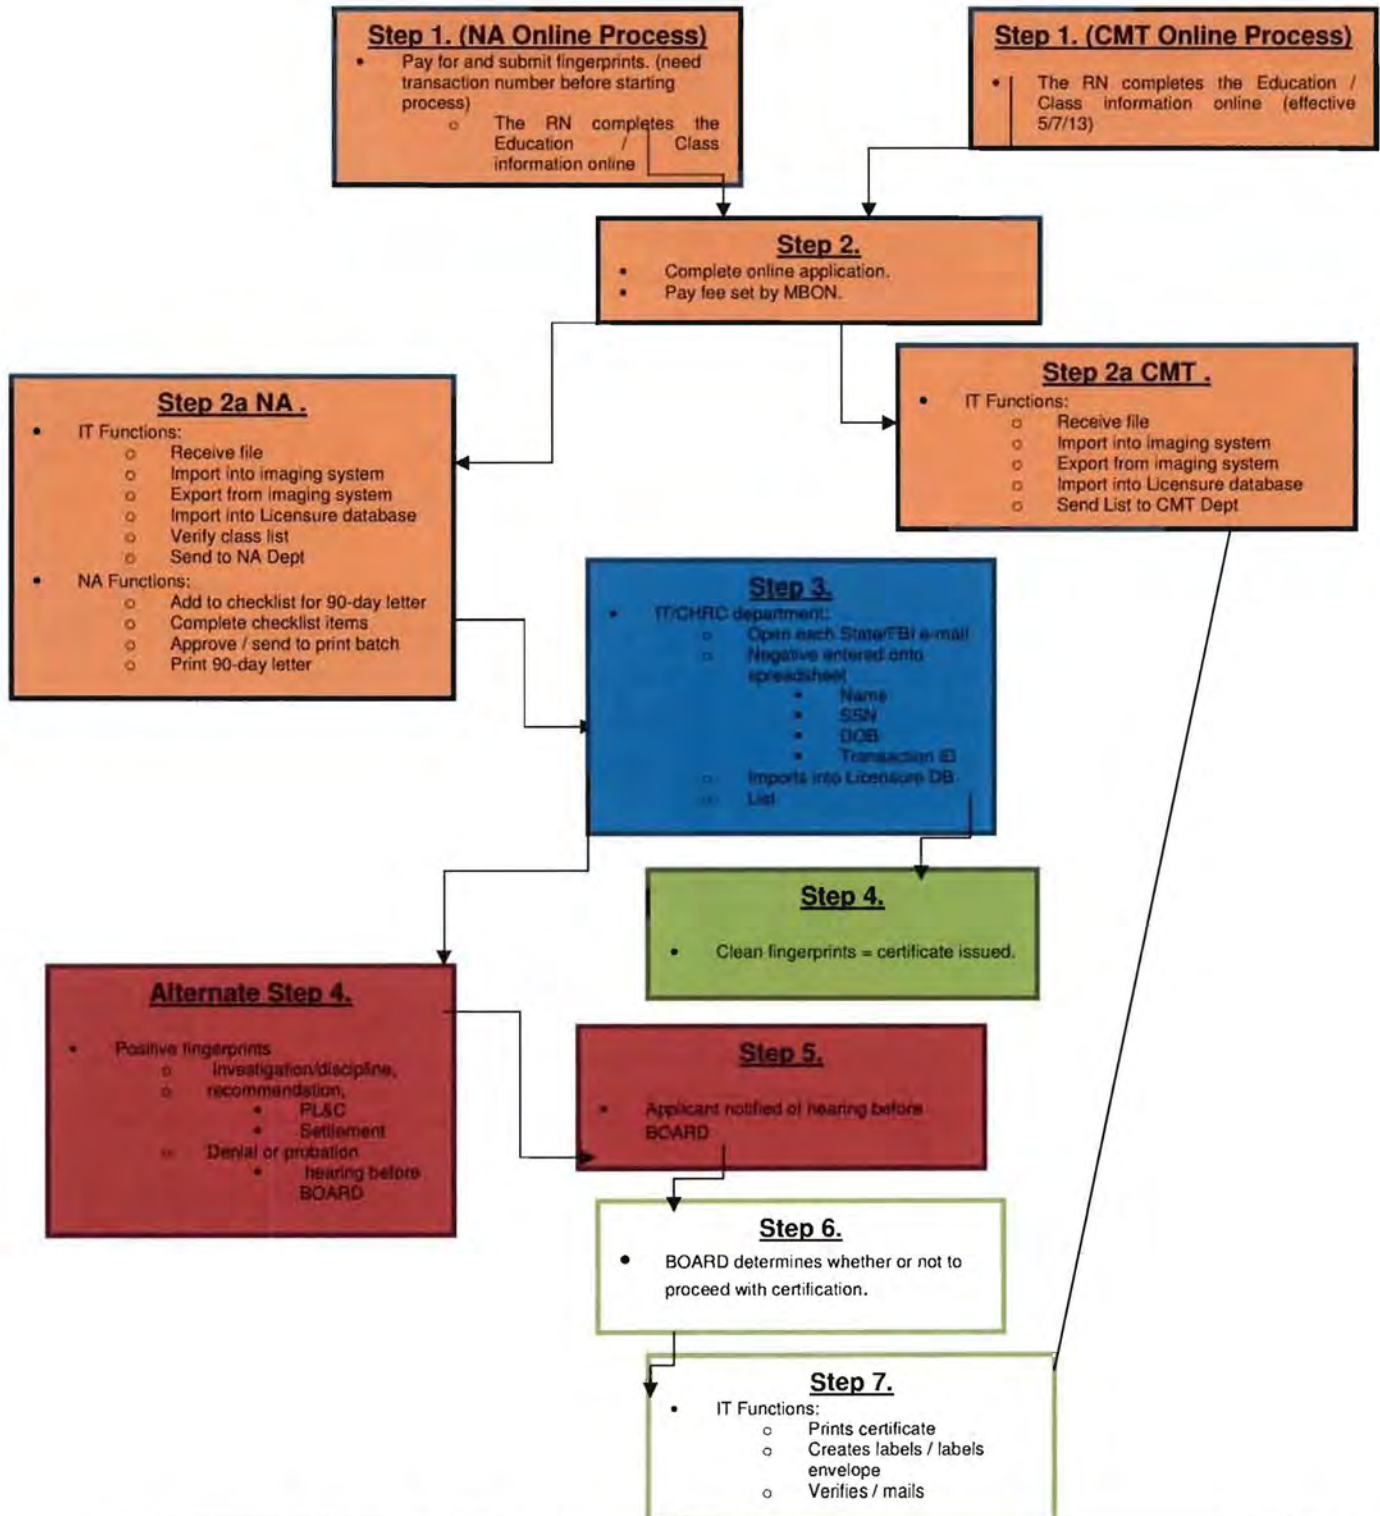 Step 1. (NA Online Process)
• Pay for and submit fingerprints. (need
transaction number before starting
process)
o The RN completes the
Education / Class
information online
Step 1. (CMT Online Process)
• The RN completes the Education /
Class information online (effective
5/7/13)
Step 2.
• Complete online application.
• Pay fee set by MBON.
Step 2a NA .
• IT Functions:
o Receive file
o Import into imaging system
o Export from imaging system
o Import into Licensure database
o Verify class list
o Send to NA Dept
• NA Functions:
o Add to checklist for 90-day letter
o Complete checklist items
o Approve / send to print batch
o Print 90-day letter
Step 2a CMT .
• IT Functions:
o Receive file
o Import into imaging system
o Export from imaging system
o Import into Licensure database
o Send List to CMT Dept
Step 3.
• IT/CHRC department:
o Open each State/FBI e-mail
o Negative entered onto
spreadsheet
▪ Name
▪ SSN
▪ DOB
▪ Transaction ID
o Imports into Licensure DB
o List
Step 4.
• Clean fingerprints = certificate issued.
Alternate Step 4.
• Positive fingerprints
o Investigation/discipline,
o recommendation,
▪ PL&C
▪ Settlement
o Denial or probation
▪ hearing before
BOARD
Step 5.
• Applicant notified of hearing before
BOARD
Step 6.
• BOARD determines whether or not to
proceed with certification.
Step 7.
• IT Functions:
o Prints certificate
o Creates labels / labels
envelope
o Verifies / mails